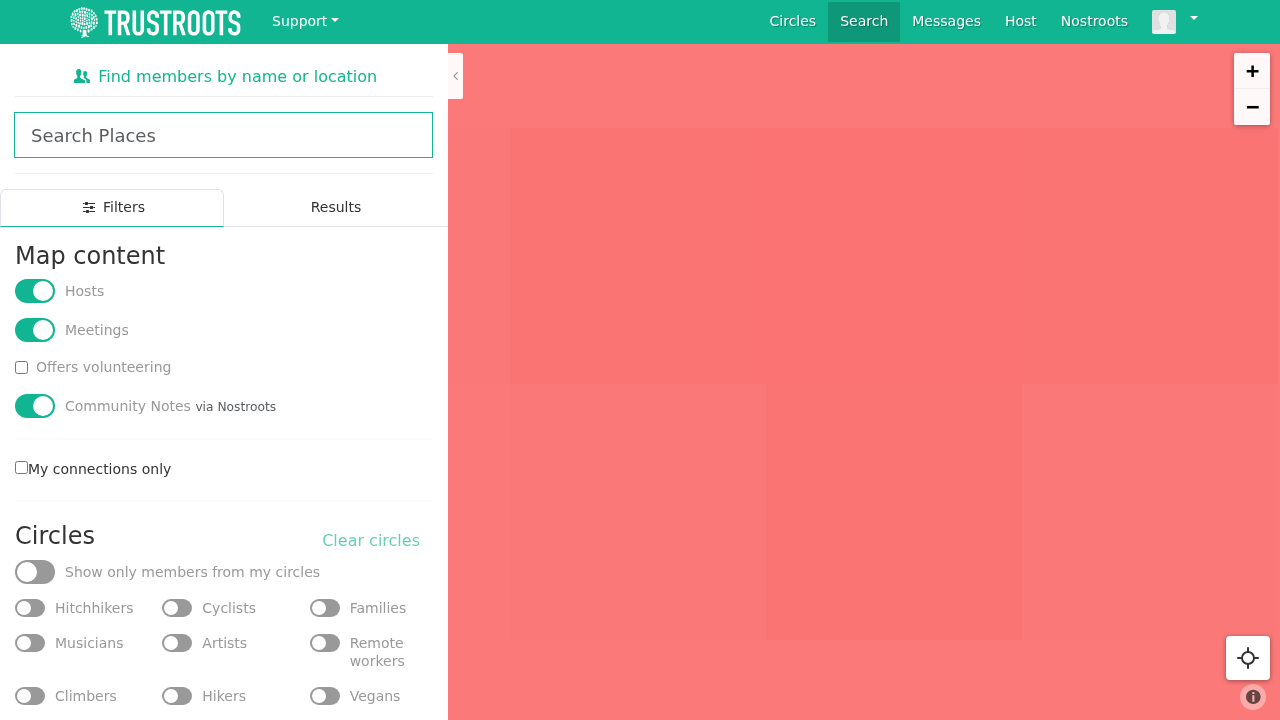 TRUSTROOTS
Support
Circles
Search
Messages
Host
Nostroots
Find members by name or location
Search Places
Filters
Results
Map content
Hosts
Meetings
Offers volunteering
Community Notes via Nostroots
My connections only
Circles
Clear circles
Show only members from my circles
Hitchhikers
Cyclists
Families
Musicians
Artists
Remote
workers
Climbers
Hikers
Vegans
+
−